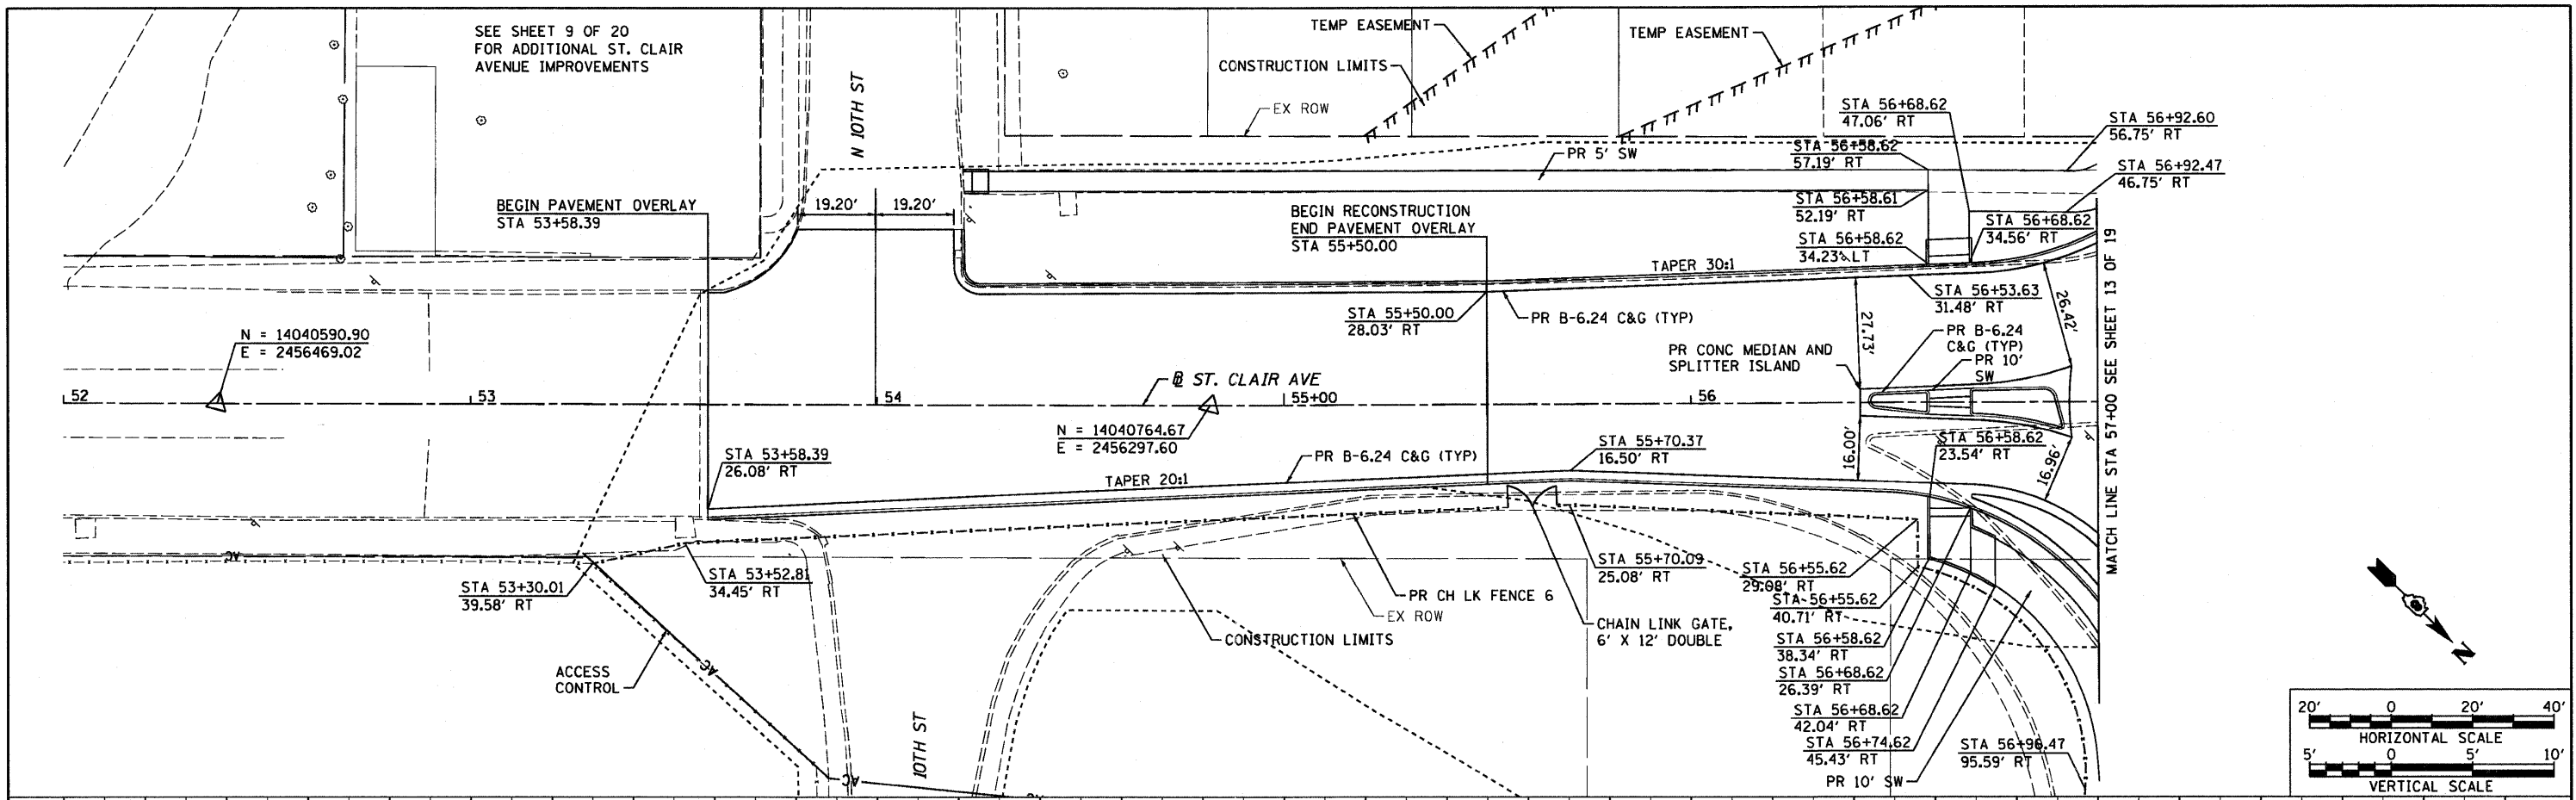 SEE SHEET 9 OF 20
FOR ADDITIONAL ST. CLAIR
AVENUE IMPROVEMENTS
N 10TH ST
TEMP EASEMENT
TEMP EASEMENT
CONSTRUCTION LIMITS
EX ROW
STA 56+68.62
47.06' RT
STA 56+92.60
56.75' RT
STA 56+58.62
57.19' RT
PR 5' SW
STA 56+92.47
46.75' RT
BEGIN PAVEMENT OVERLAY
STA 53+58.39
19.20'
19.20'
BEGIN RECONSTRUCTION
END PAVEMENT OVERLAY
STA 55+50.00
STA 56+58.61
52.19' RT
STA 56+68.62
34.56' RT
STA 56+58.62
34.23' LT
TAPER 30:1
STA 56+53.63
31.48' RT
26.42'
STA 55+50.00
28.03' RT
PR B-6.24 C&G (TYP)
27.73'
PR B-6.24
C&G (TYP)
PR 10'
SW
N = 14040590.90
E = 2456469.02
PR CONC MEDIAN AND
SPLITTER ISLAND
℄ ST. CLAIR AVE
52
53
54
55+00
56
N = 14040764.67
E = 2456297.60
STA 53+58.39
26.08' RT
PR B-6.24 C&G (TYP)
STA 55+70.37
16.50' RT
16.00'
STA 56+58.62
23.54' RT
16.96'
TAPER 20:1
MATCH LINE STA 57+00 SEE SHEET 13 OF 19
AC
STA 53+30.01
39.58' RT
STA 53+52.81
34.45' RT
STA 55+70.09
25.08' RT
STA 56+55.62
29.08' RT
PR CH LK FENCE 6
EX ROW
STA 56+55.62
40.71' RT
CHAIN LINK GATE,
6' X 12' DOUBLE
CONSTRUCTION LIMITS
STA 56+58.62
38.34' RT
ACCESS
CONTROL
AC
STA 56+68.62
26.39' RT
STA 56+68.62
42.04' RT
STA 56+74.62
45.43' RT
STA 56+96.47
95.59' RT
PR 10' SW
10TH ST
AC
N
20' 0 20' 40'
HORIZONTAL SCALE
5' 0 5' 10'
VERTICAL SCALE